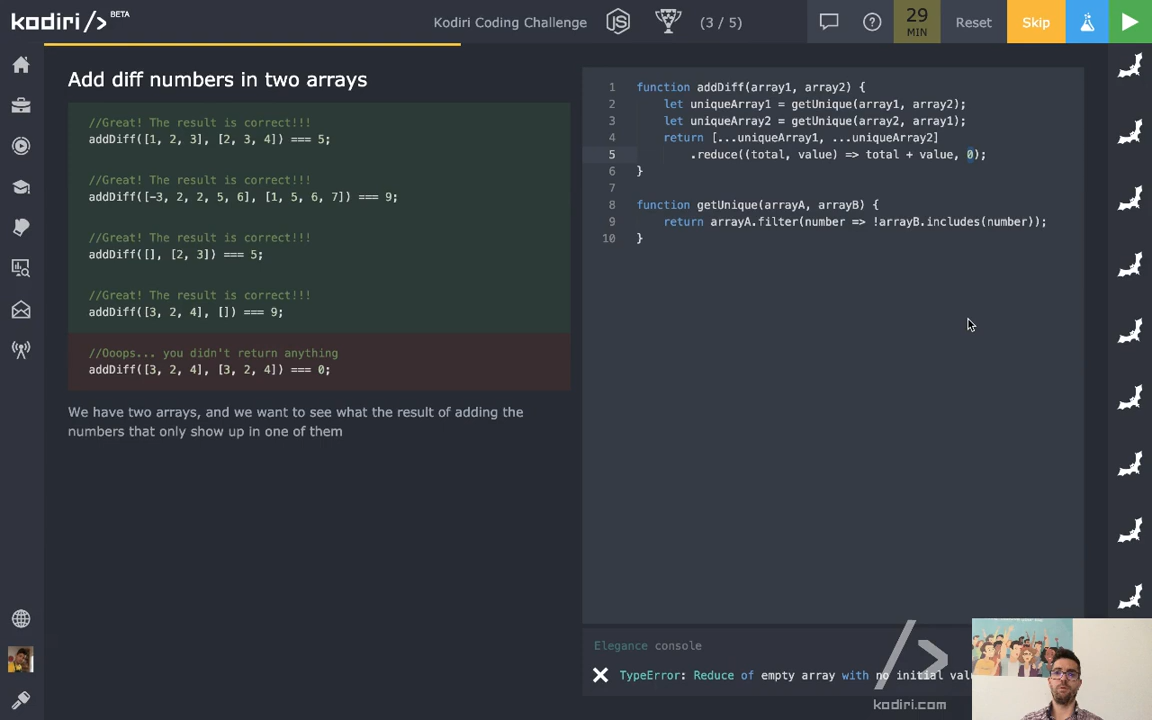 kodiri/> BETA
Kodiri Coding Challenge
JS
(3 / 5)
29
MIN
Reset
Skip
Add diff numbers in two arrays
//Great! The result is correct!!!
addDiff([1, 2, 3], [2, 3, 4]) === 5;
//Great! The result is correct!!!
addDiff([-3, 2, 2, 5, 6], [1, 5, 6, 7]) === 9;
//Great! The result is correct!!!
addDiff([], [2, 3]) === 5;
//Great! The result is correct!!!
addDiff([3, 2, 4], []) === 9;
//Ooops... you didn't return anything
addDiff([3, 2, 4], [3, 2, 4]) === 0;
We have two arrays, and we want to see what the result of adding the
numbers that only show up in one of them
1 function addDiff(array1, array2) {
2 let uniqueArray1 = getUnique(array1, array2);
3 let uniqueArray2 = getUnique(array2, array1);
4 return [...uniqueArray1, ...uniqueArray2]
5 .reduce((total, value) => total + value, 0);
6 }
7
8 function getUnique(arrayA, arrayB) {
9 return arrayA.filter(number => !arrayB.includes(number));
10 }
Elegance console
TypeError: Reduce of empty array with no initial
/>
kodiri.com